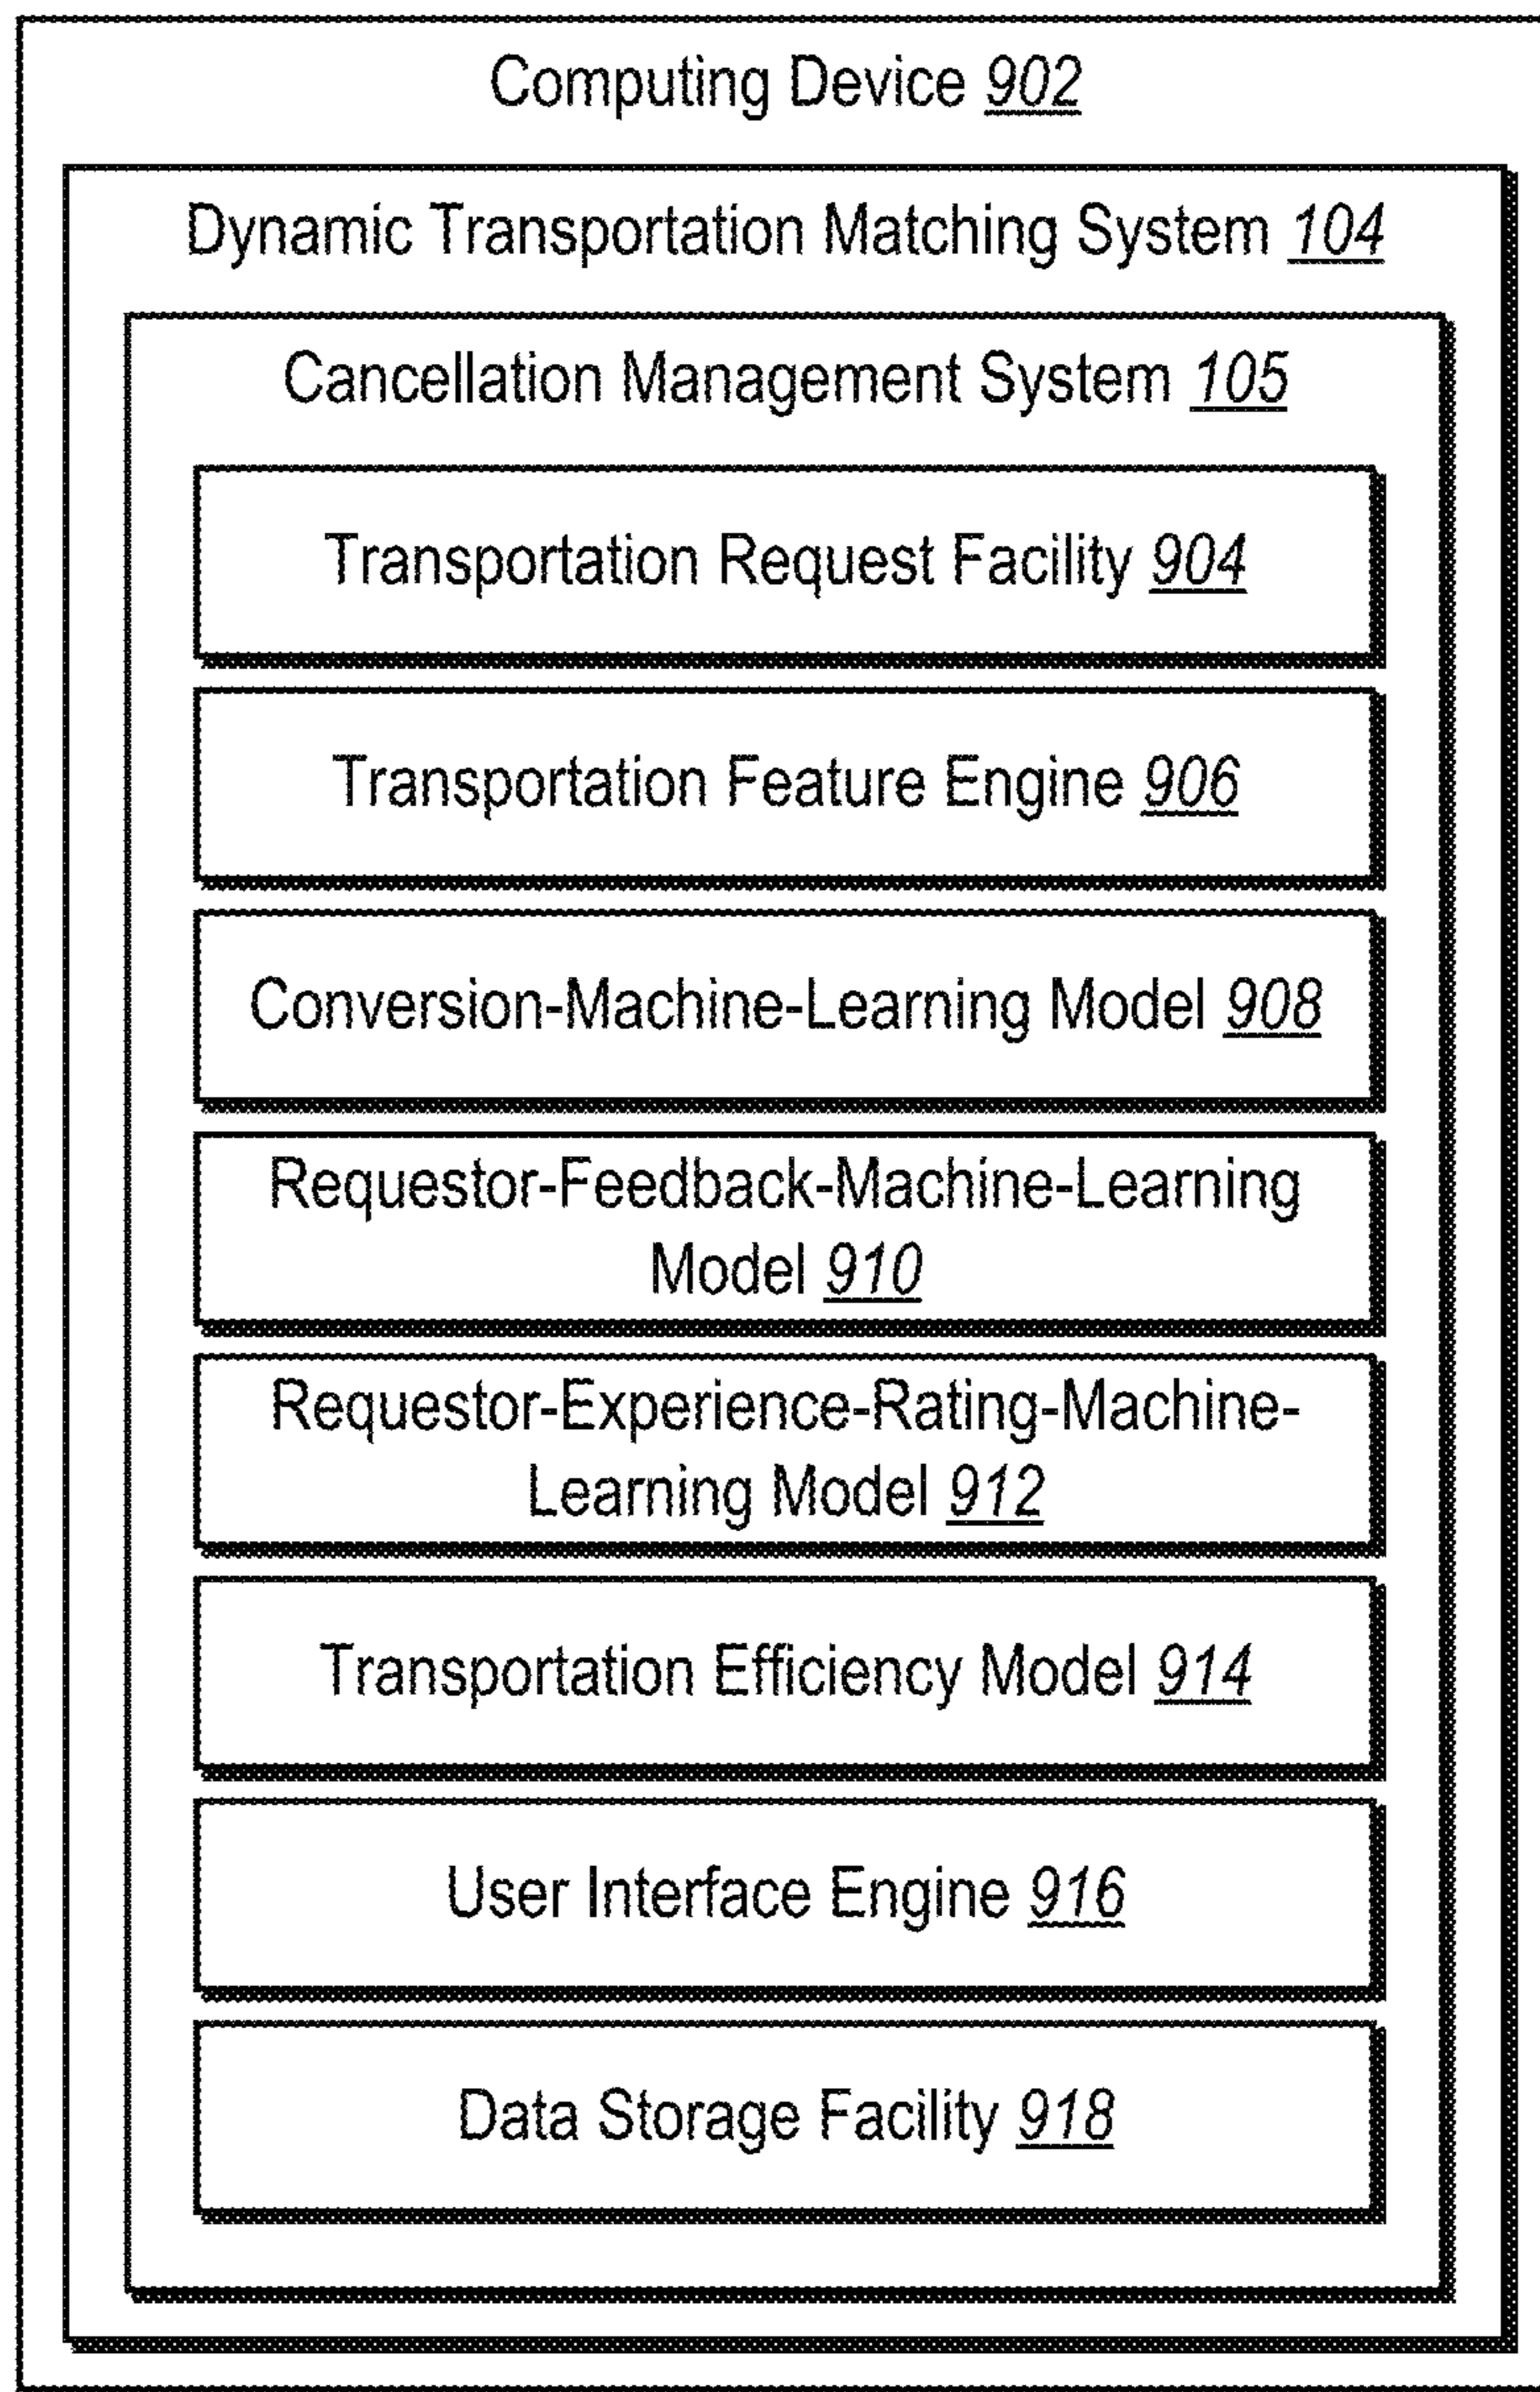 Computing Device 902
Dynamic Transportation Matching System 104
Cancellation Management System 105
Transportation Request Facility 904
Transportation Feature Engine 906
Conversion-Machine-Learning Model 908
Requestor-Feedback-Machine-Learning
Model 910
Requestor-Experience-Rating-Machine-
Learning Model 912
Transportation Efficiency Model 914
User Interface Engine 916
Data Storage Facility 918